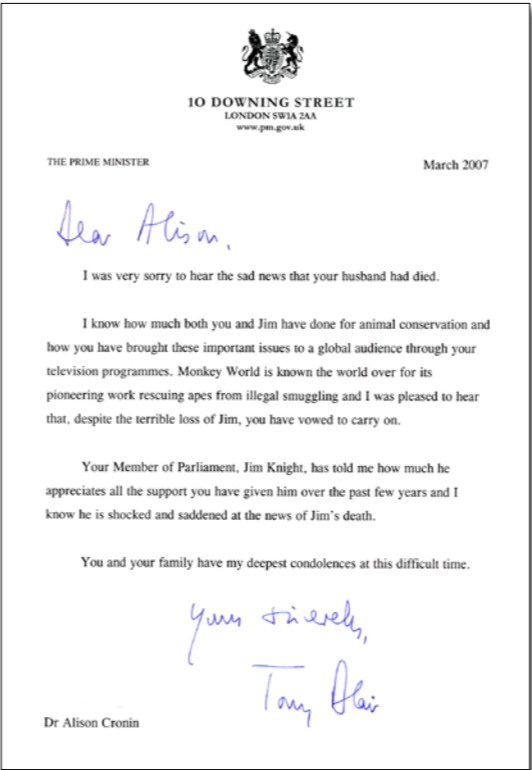 10 DOWNING STREET
LONDON SW1A 2AA
www.pm.gov.uk
THE PRIME MINISTER
March 2007
Dear Alison,
I was very sorry to hear the sad news that your husband had died.
I know how much both you and Jim have done for animal conservation and
how you have brought these important issues to a global audience through your
television programmes. Monkey World is known the world over for its
pioneering work rescuing apes from illegal smuggling and I was pleased to hear
that, despite the terrible loss of Jim, you have vowed to carry on.
Your Member of Parliament, Jim Knight, has told me how much he
appreciates all the support you have given him over the past few years and I
know he is shocked and saddened at the news of Jim's death.
You and your family have my deepest condolences at this difficult time.
Yours sincerely,
Tony Blair
Dr Alison Cronin